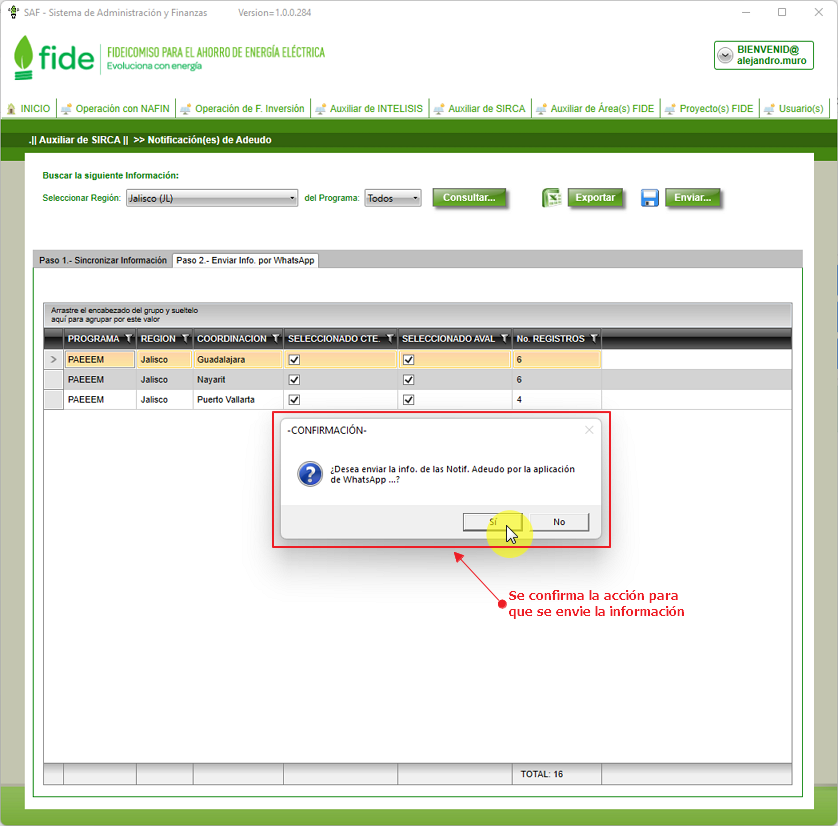 SAF - Sistema de Administración y Finanzas Version=1.0.0.284
fide
FIDEICOMISO PARA EL AHORRO DE ENERGÍA ELÉCTRICA
Evoluciona con energía
BIENVENID@
alejandro.muro
INICIO Operación con NAFIN Operación de F. Inversión Auxiliar de INTELISIS Auxiliar de SIRCA Auxiliar de Área(s) FIDE Proyecto(s) FIDE Usuario(s)
.|| Auxiliar de SIRCA || >> Notificación(es) de Adeudo
Buscar la siguiente Información:
Seleccionar Región: Jalisco (JL) del Programa: Todos Consultar... Exportar Enviar...
Paso 1.- Sincronizar Información Paso 2.- Enviar Info. por WhatsApp
Arrastre el encabezado del grupo y sueltelo
aquí para agrupar por este valor
PROGRAMA REGION COORDINACION SELECCIONADO CTE. SELECCIONADO AVAL No. REGISTROS
PAEEEM Jalisco Guadalajara 6
PAEEEM Jalisco Nayarit 6
PAEEEM Jalisco Puerto Vallarta 4
-CONFIRMACIÓN-
¿Desea enviar la info. de las Notif. Adeudo por la aplicación
de WhatsApp ...?
Sí No
Se confirma la acción para
que se envie la información
TOTAL: 16